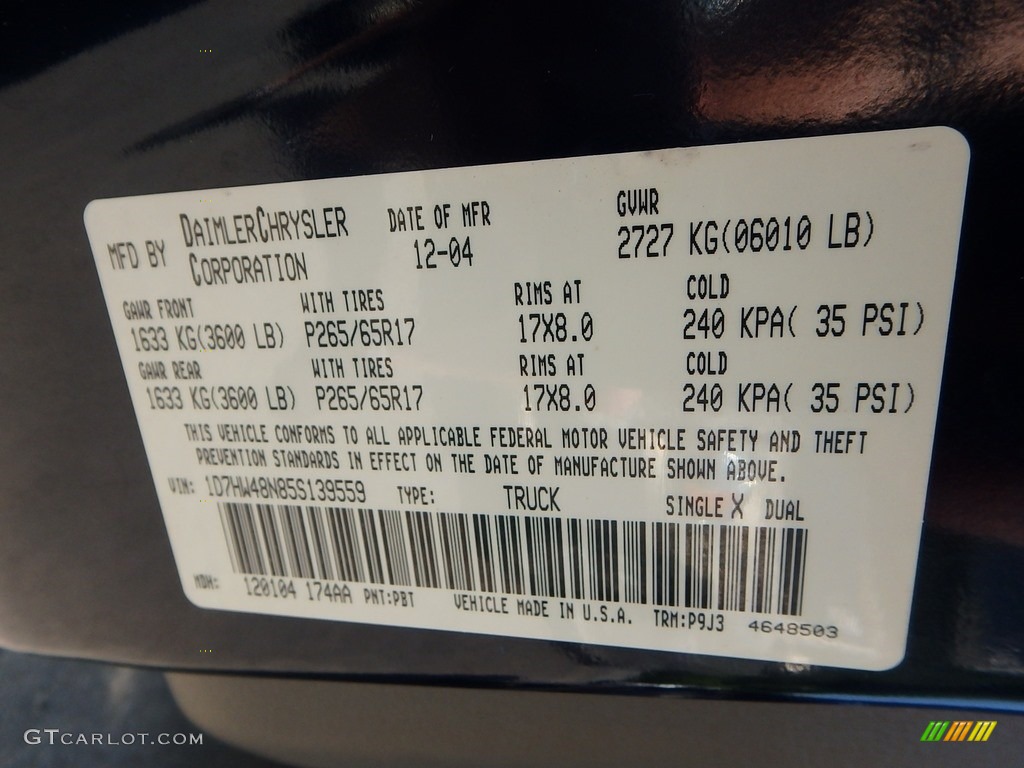 MFD BY DAIMLERCHRYSLER CORPORATION
DATE OF MFR 12-04
GVWR 2727 KG(06010 LB)
GAWR FRONT WITH TIRES RIMS AT COLD
1633 KG(3600 LB) P265/65R17 17X8.0 240 KPA( 35 PSI)
GAWR REAR WITH TIRES RIMS AT COLD
1633 KG(3600 LB) P265/65R17 17X8.0 240 KPA( 35 PSI)
THIS VEHICLE CONFORMS TO ALL APPLICABLE FEDERAL MOTOR VEHICLE SAFETY AND THEFT
PREVENTION STANDARDS IN EFFECT ON THE DATE OF MANUFACTURE SHOWN ABOVE.
VIN: 1D7HW48N85S139559 TYPE: TRUCK SINGLE X DUAL
MDH: 120104 174AA PNT:PBT VEHICLE MADE IN U.S.A. TRM:P9J3 4648503
GTCARLOT.COM